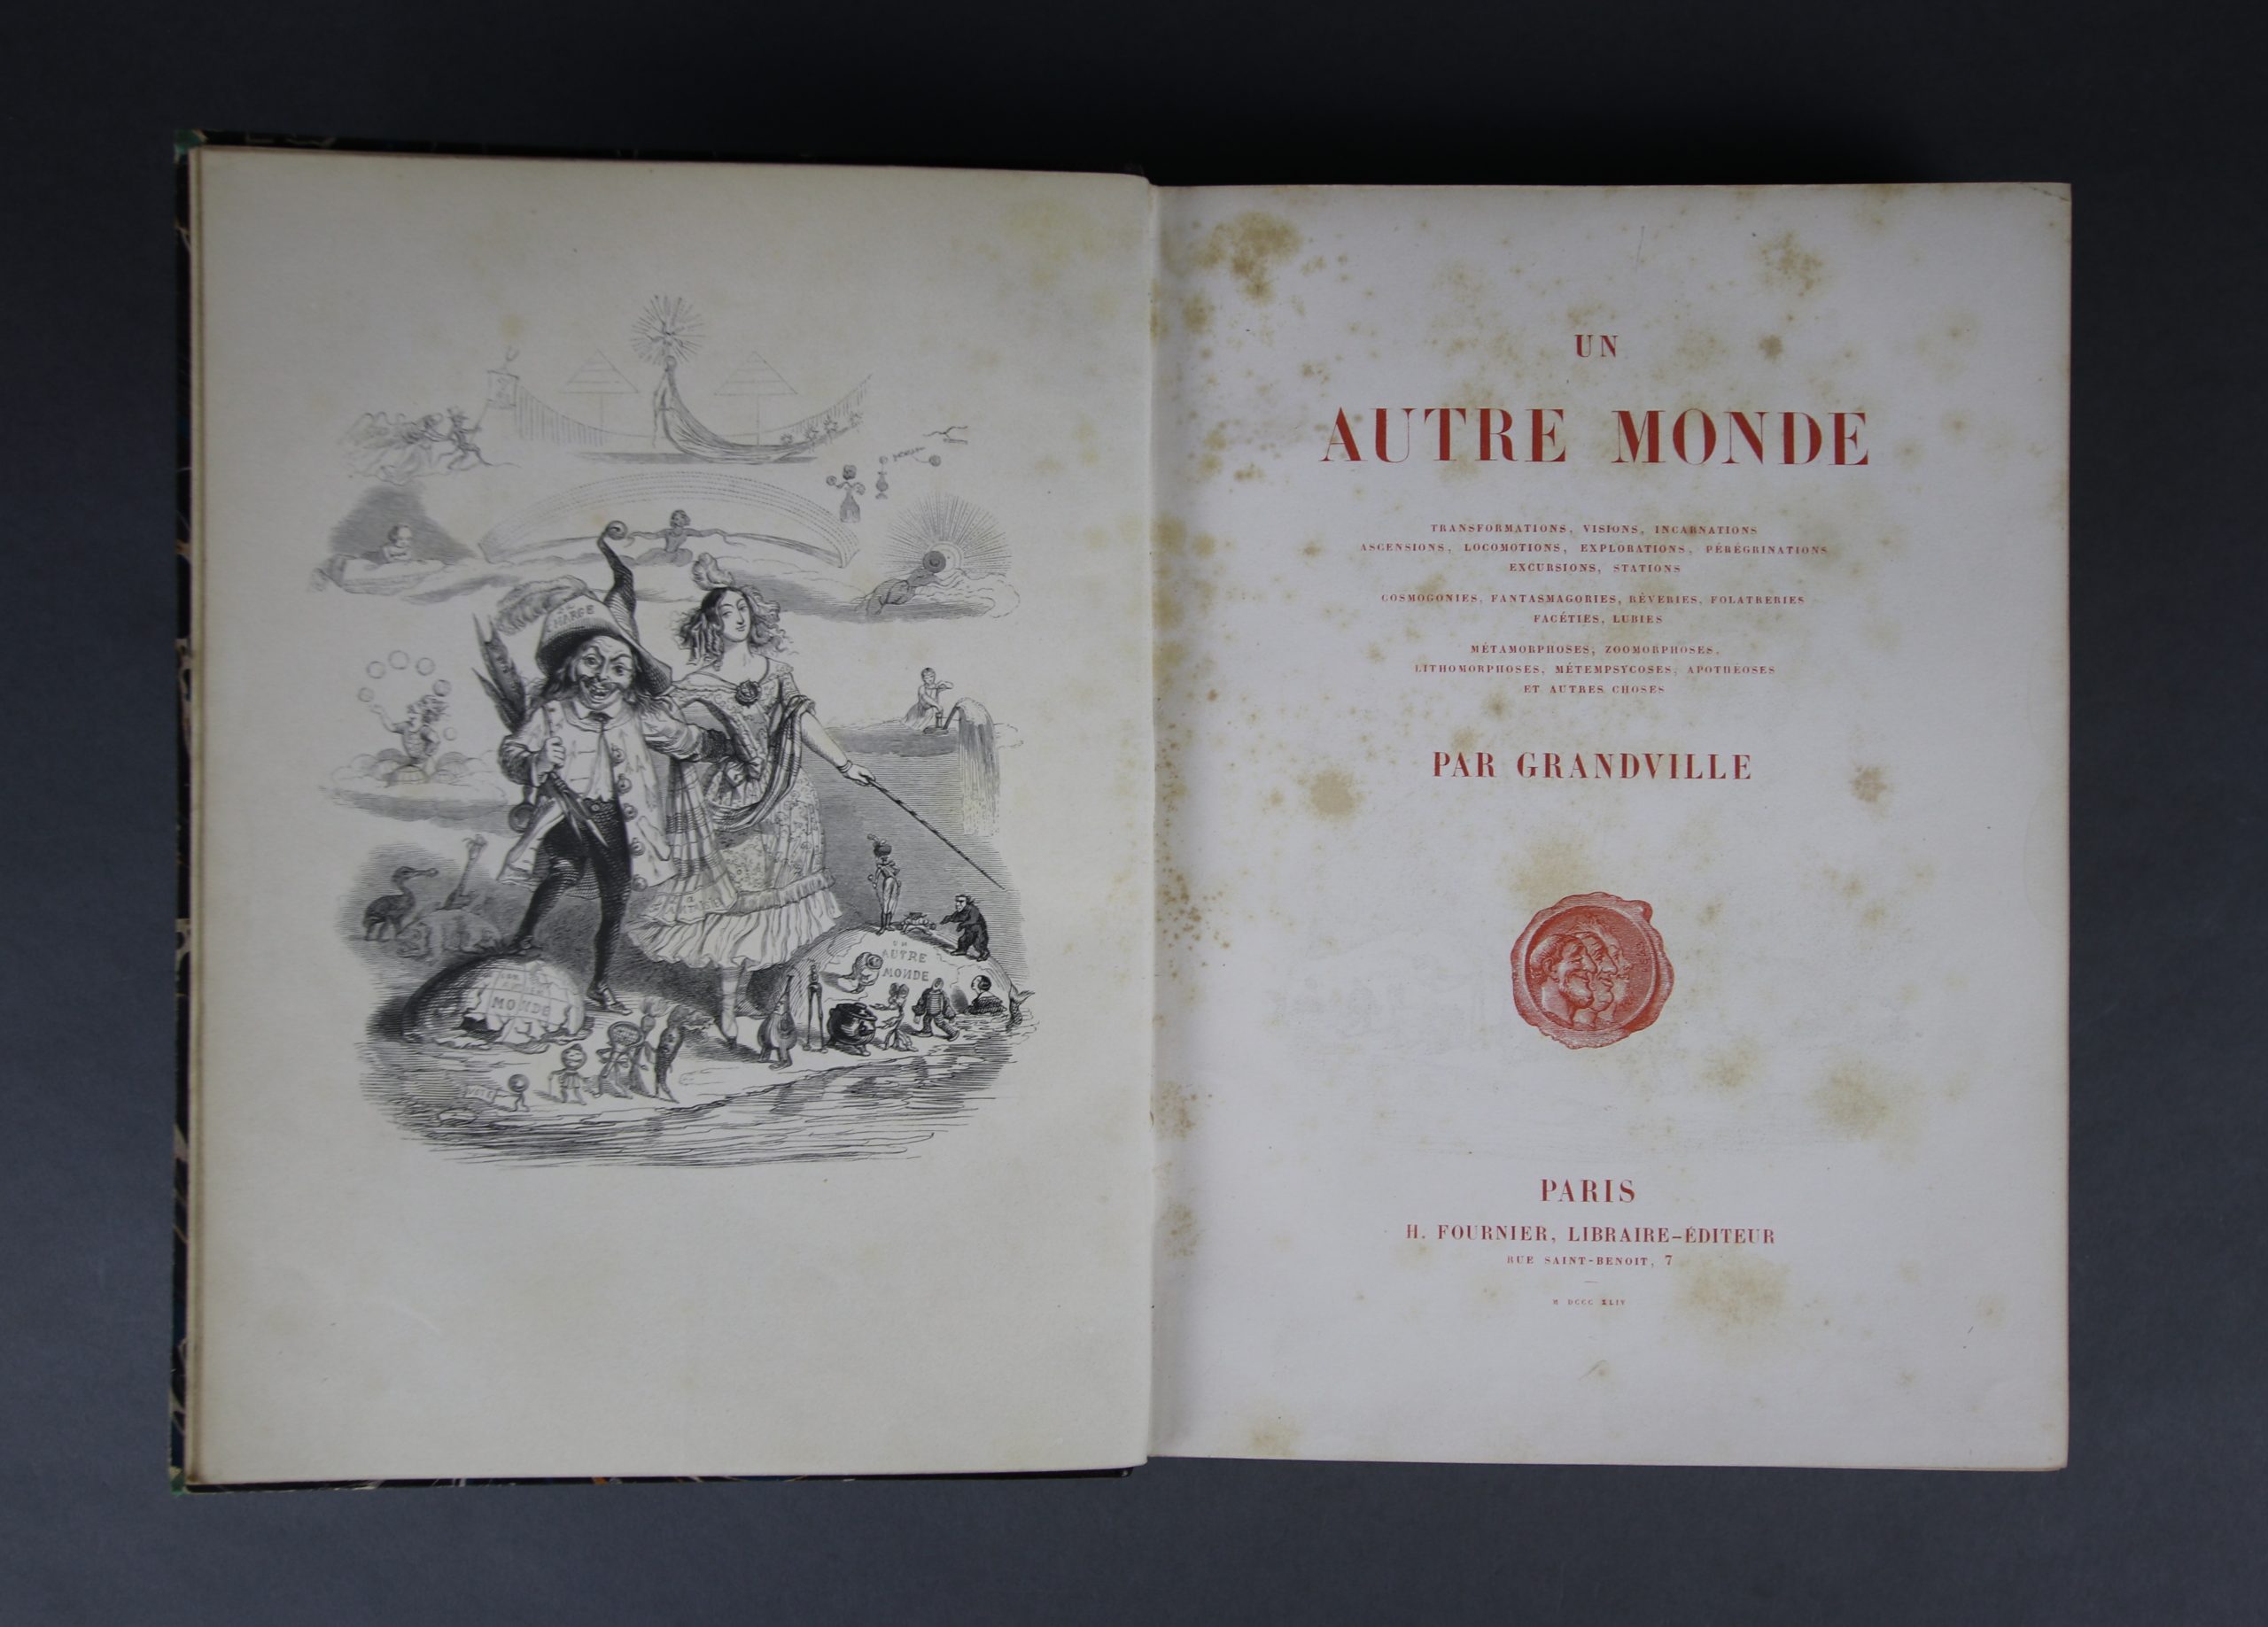 UN
AUTRE
MONDE
MONDE
UN
AUTRE MONDE
TRANSFORMATIONS, VISIONS, INCARNATIONS
ASCENSIONS, LOCOMOTIONS, EXPLORATIONS, PÉRÉGRINATIONS
EXCURSIONS, STATIONS
COSMOGONIES, FANTASMAGORIES, RÊVERIES, FOLATRERIES
FACÉTIES, LUBIES
MÉTAMORPHOSES, ZOOMORPHOSES,
LITHOMORPHOSES, MÉTEMPSYCOSES, APOTHÉOSES
ET AUTRES CHOSES
PAR GRANDVILLE
PARIS
H. FOURNIER, LIBRAIRE-ÉDITEUR
RUE SAINT-BENOIT, 7
M DCCC XLIV